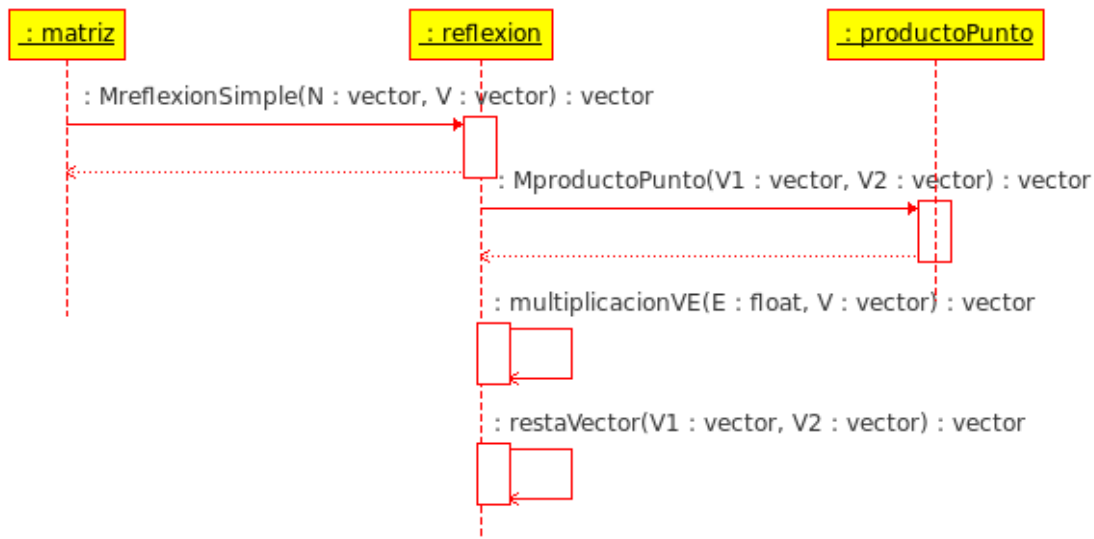 : matriz
: reflexion
: productoPunto
: MreflexionSimple(N : vector, V : vector) : vector
: MproductoPunto(V1 : vector, V2 : vector) : vector
: multiplicacionVE(E : float, V : vector) : vector
: restaVector(V1 : vector, V2 : vector) : vector